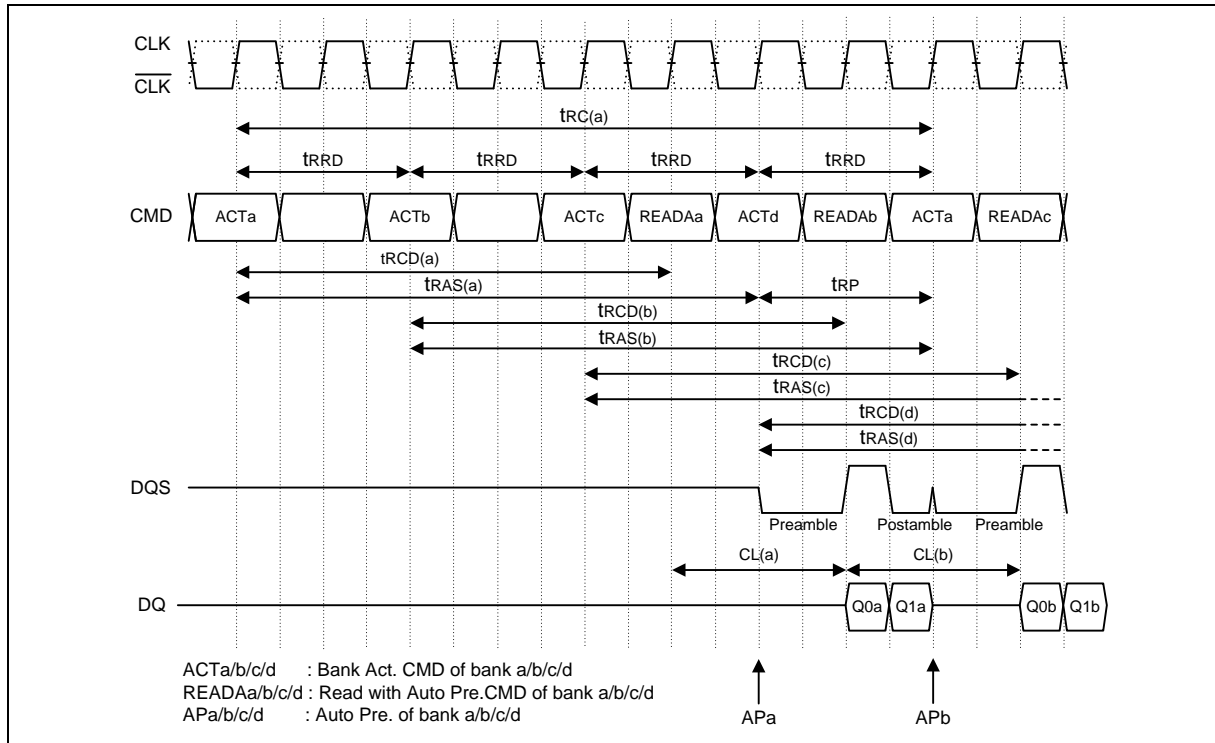 CLK
CLK
tRC(a)
tRRD tRRD tRRD tRRD
CMD ACTa ACTb ACTc READAa ACTd READAb ACTa READAc
tRCD(a)
tRAS(a) tRP
tRCD(b)
tRAS(b)
tRCD(c)
tRAS(c)
tRCD(d)
tRAS(d)
DQS
Preamble Postamble Preamble
CL(a) CL(b)
DQ Q0a Q1a Q0b Q1b
ACTa/b/c/d : Bank Act. CMD of bank a/b/c/d
READAa/b/c/d : Read with Auto Pre.CMD of bank a/b/c/d
APa/b/c/d : Auto Pre. of bank a/b/c/d
APa APb